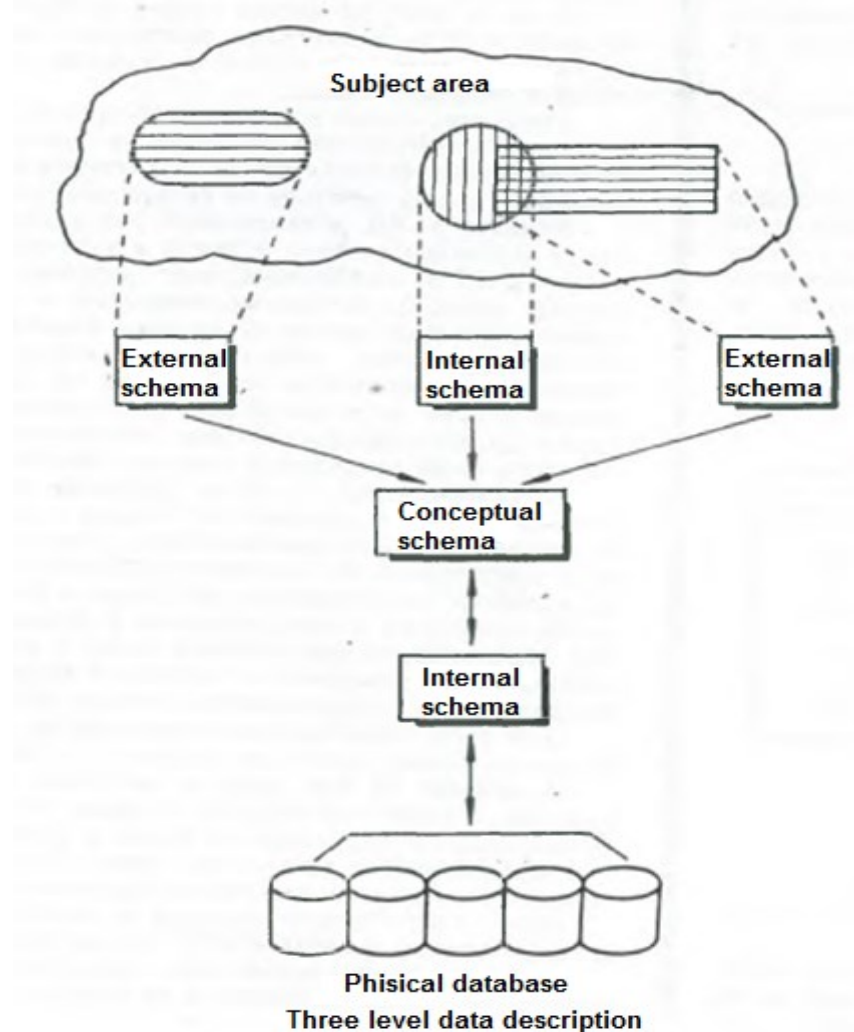 Subject area
External
schema
Internal
schema
External
schema
Conceptual
schema
Internal
schema
Phisical database
Three level data description